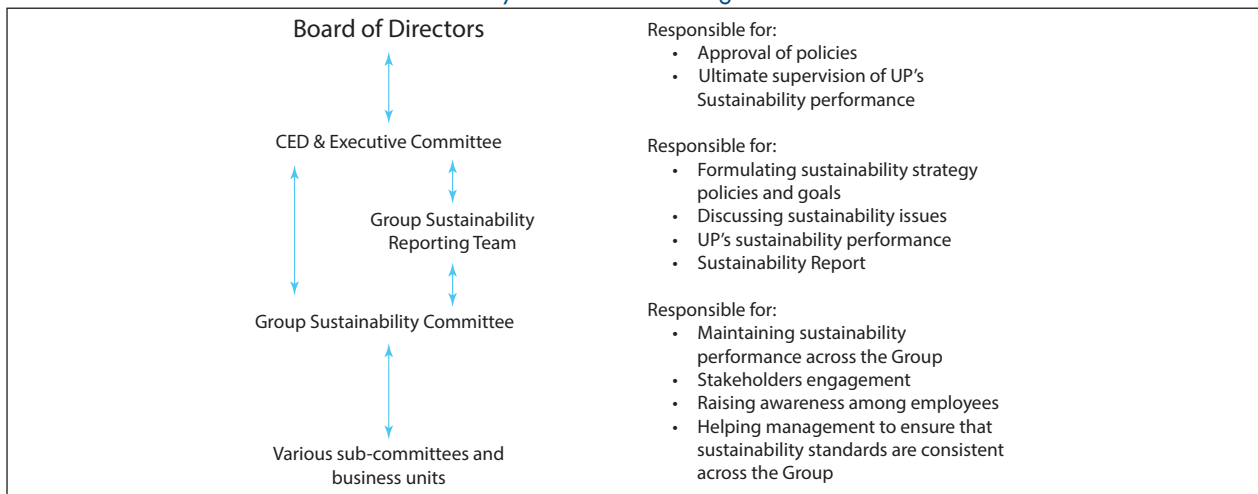 Board of Directors
CED & Executive Committee
Group Sustainability
Reporting Team
Group Sustainability Committee
Various sub-committees and
business units
Responsible for:
• Approval of policies
• Ultimate supervision of UP’s
Sustainability performance
Responsible for:
• Formulating sustainability strategy
policies and goals
• Discussing sustainability issues
• UP’s sustainability performance
• Sustainability Report
Responsible for:
• Maintaining sustainability
performance across the Group
• Stakeholders engagement
• Raising awareness among employees
• Helping management to ensure that
sustainability standards are consistent
across the Group